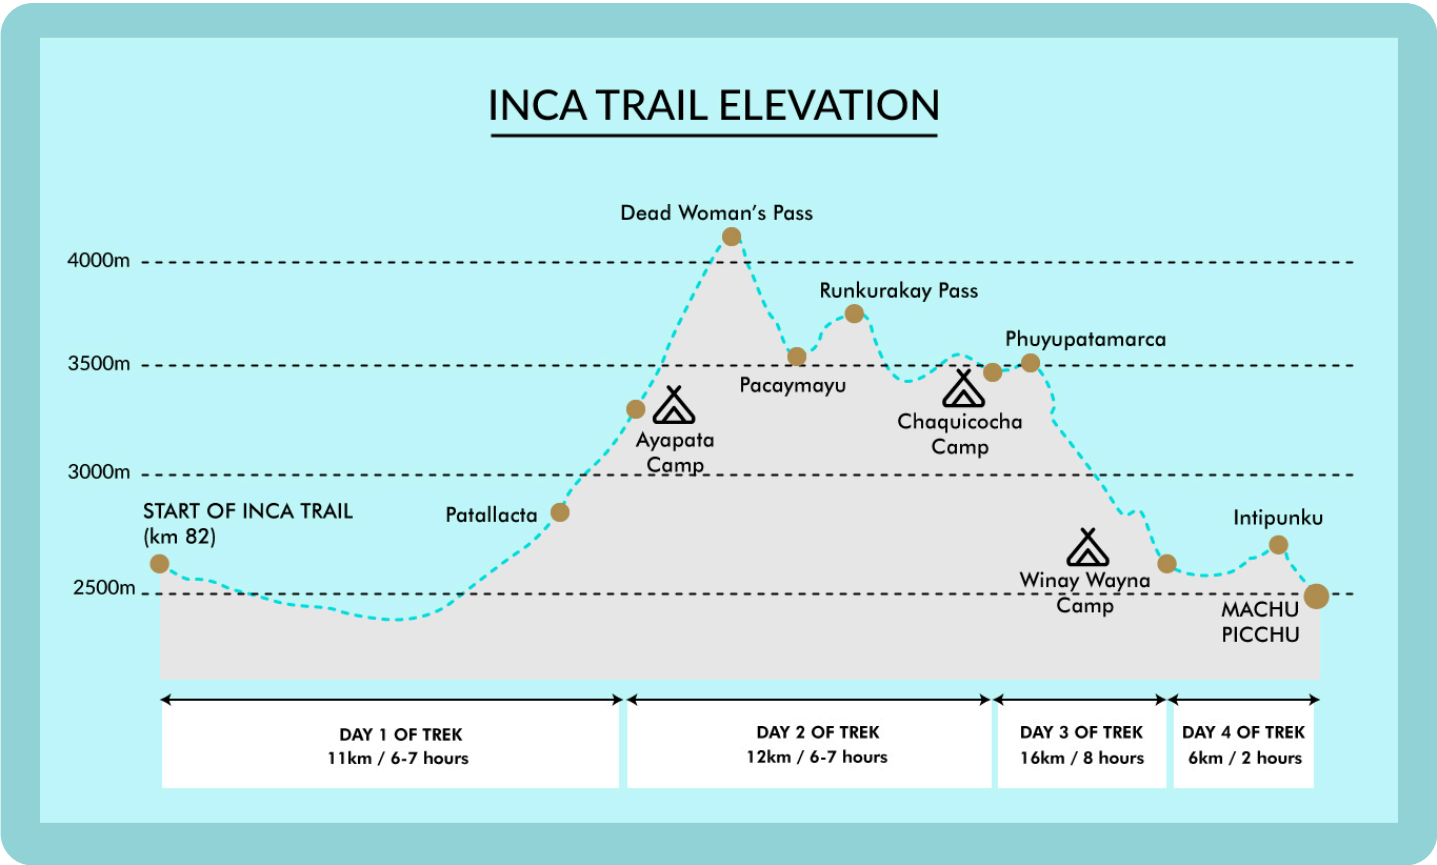 INCA TRAIL ELEVATION
Dead Woman's Pass
4000m
Runkurakay Pass
Phuyupatamarca
3500m
Pacaymayu
Chaquicocha
Camp
Ayapata
Camp
3000m
START OF INCA TRAIL
(km 82)
Patallacta
Intipunku
2500m
Winay Wayna
Camp
MACHU
PICCHU
DAY 1 OF TREK
11km / 6-7 hours
DAY 2 OF TREK
12km / 6-7 hours
DAY 3 OF TREK
16km / 8 hours
DAY 4 OF TREK
6km / 2 hours